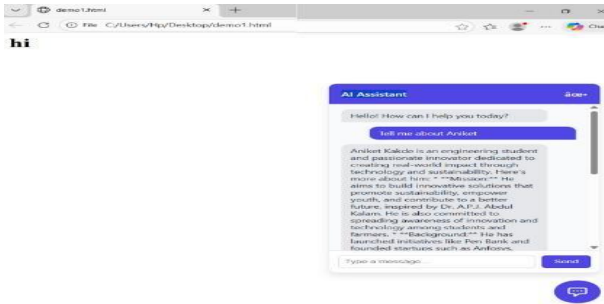 demo1.html
File C:/Users/Hp/Desktop/demo1.html
hi
AI Assistant
Hello! How can I help you today?
Tell me about Aniket
Aniket Kakde is an engineering student
and passionate innovator dedicated to
creating real-world impact through
technology and sustainability. Here's
more about him: * **Mission:** He
aims to build innovative solutions that
promote sustainability, empower
youth, and contribute to a better
future, inspired by Dr. A.P.J. Abdul
Kalam. He is also committed to
spreading awareness of innovation and
technology among students and
farmers. * **Background:** He has
launched initiatives like Pen Bank and
founded startups such as
Type a message...
Send